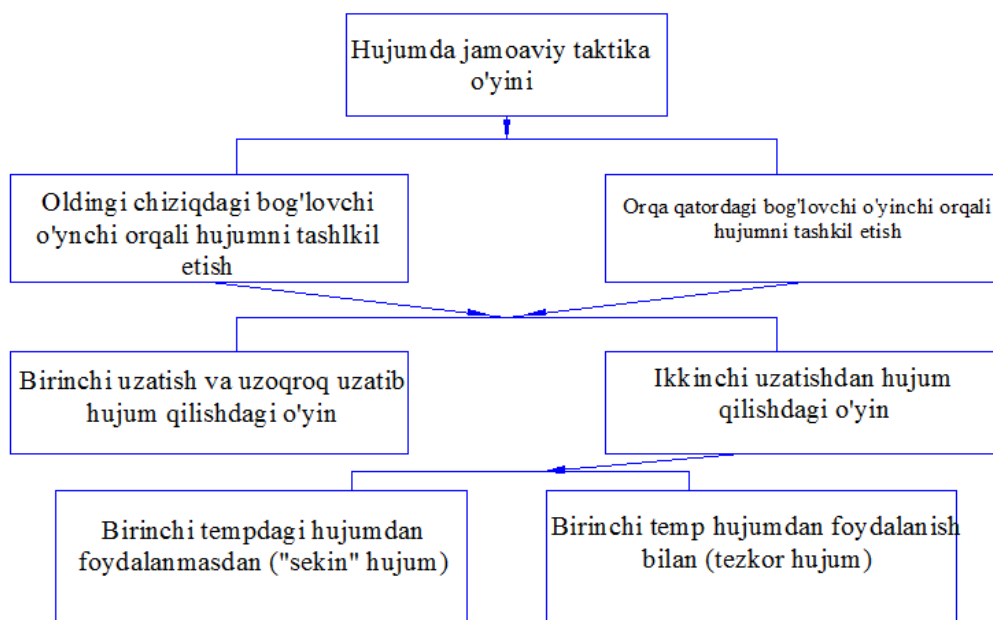 Hujumda jamoaviy taktika
o'yini
Oldingi chiziqdagi bog'lovchi
o'ynchi orqali hujumni tashlkil
etish
Orqa qatordagi bog'lovchi o'yinchi orqali
hujumni tashkil etish
Birinchi uzatish va uzoqroq uzatib
hujum qilishdagi o'yin
Ikkinchi uzatishdan hujum
qilishdagi o'yin
Birinchi tempdagi hujumdan
foydalanmasdan ("sekin" hujum)
Birinchi temp hujumdan foydalanish
bilan (tezkor hujum)